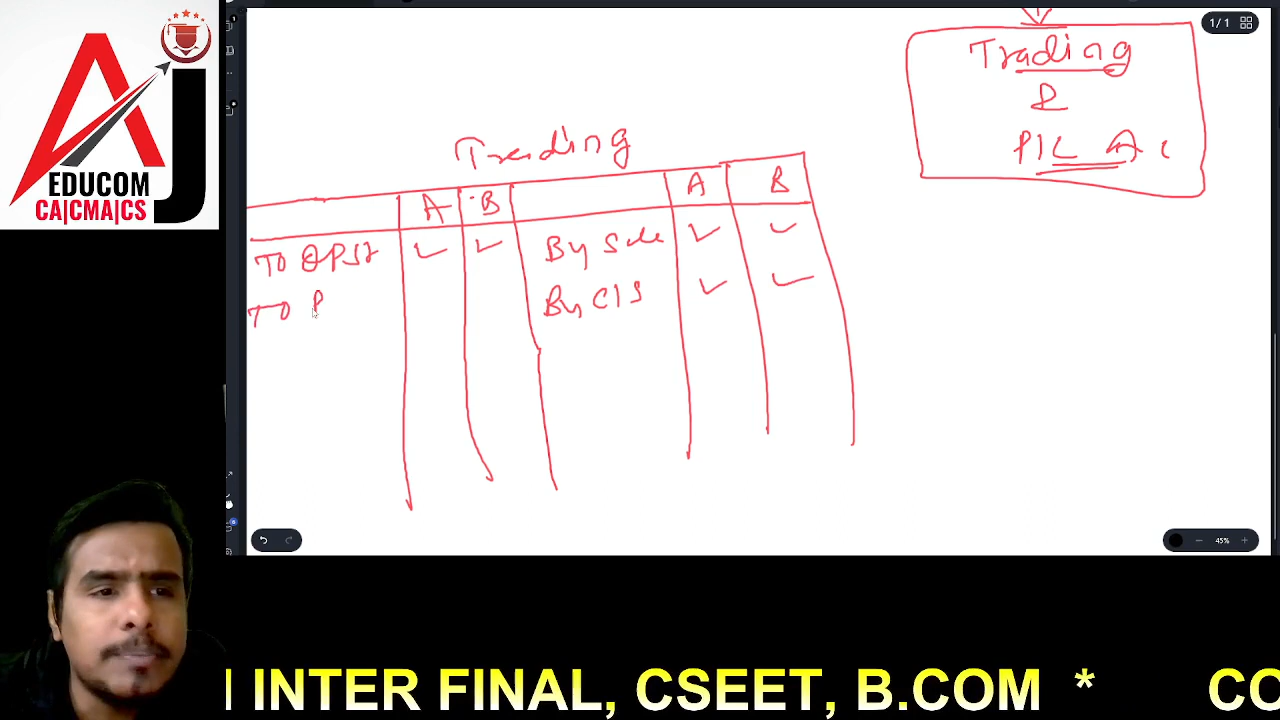 AJ
EDUCOM
CA|CMA|CS
1/1
Trading
&
P/L A c
Trading
A B A B
To OPST By Sale
To P By C/S
45%
INTER FINAL, CSEET, B.COM * CO